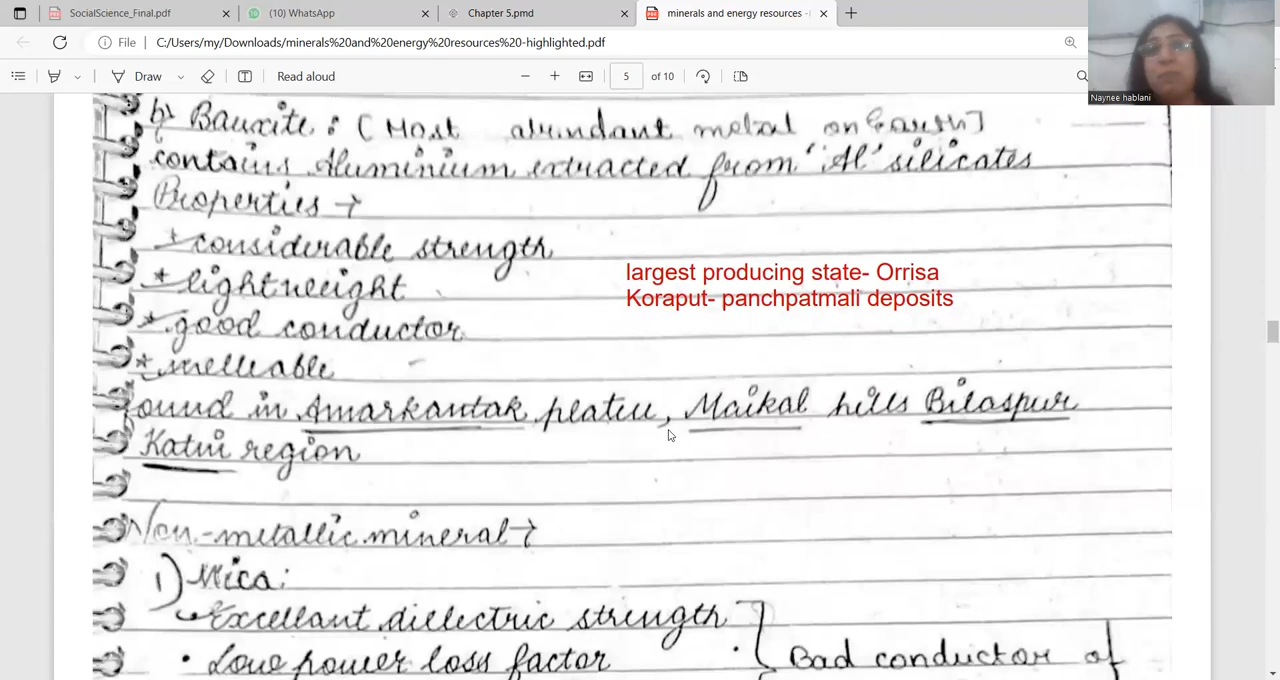 SocialScience_Final.pdf
(10) WhatsApp
Chapter 5.pmd
minerals and energy resources -
File
C:/Users/my/Downloads/minerals%20and%20energy%20resources%20-highlighted.pdf
Draw
Read aloud
5
of 10
Naynee hablani
b) Bauxite : (Most abundant metal on Earth]
contains Aluminium extracted from 'Al' silicates
Properties →
* considerable strength
* lightweight
* good conductor
* melleable
largest producing state- Orrisa
Koraput- panchpatmali deposits
found in Amarkantak plateu, Maikal hills Bilaspur
Katni region
Non-metallic mineral →
1) Mica:
Excellant dielectric strength
• Low power loss factor
Bad conductor of